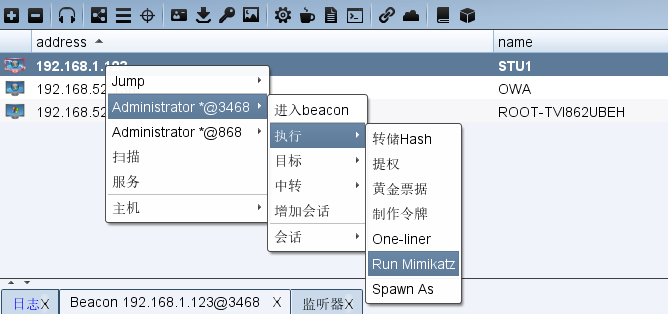 address name
192.168.1.123 STU1
192.168.52 OWA
192.168.52 ROOT-TVI862UBEH
Jump
Administrator *@3468
Administrator *@868
扫描
服务
主机
进入beacon
执行
目标
中转
增加会话
会话
转储Hash
提权
黄金票据
制作令牌
One-liner
Run Mimikatz
Spawn As
日志X Beacon 192.168.1.123@3468 X 监听器X